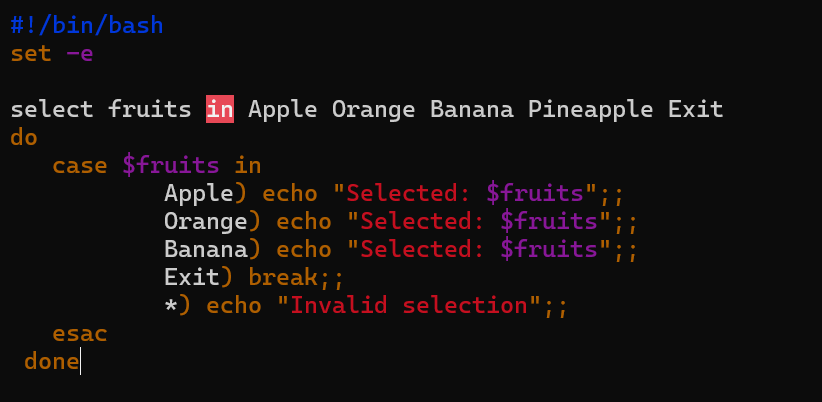 #!/bin/bash
set -e

select fruits in Apple Orange Banana Pineapple Exit
do
   case $fruits in
           Apple) echo "Selected: $fruits";;
           Orange) echo "Selected: $fruits";;
           Banana) echo "Selected: $fruits";;
           Exit) break;;
           *) echo "Invalid selection";;
   esac
 done